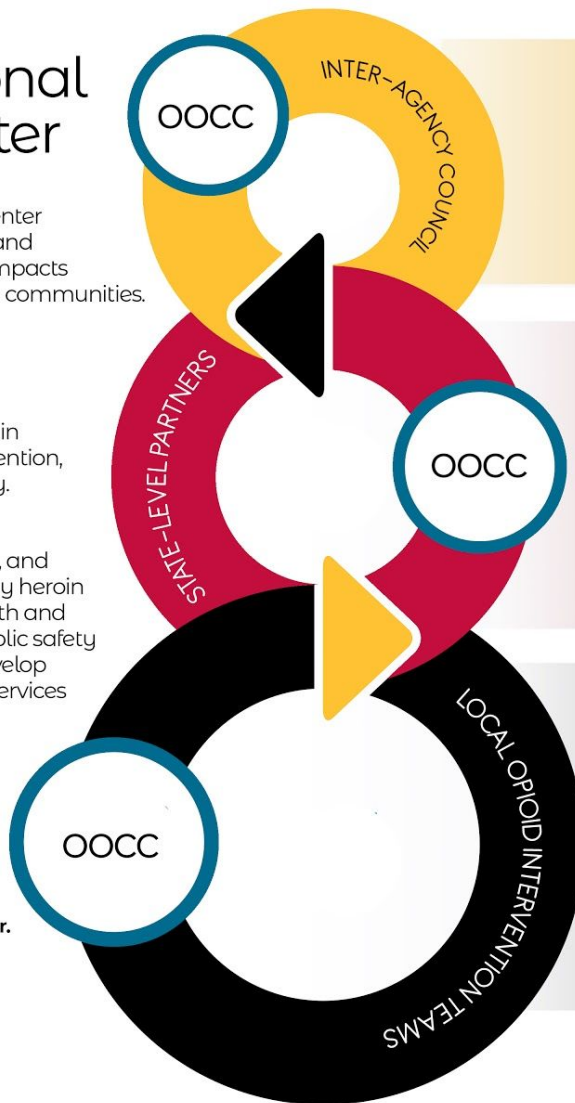 onal
ter
enter
and
mpacts
communities.
in
ention,
y.
, and
y heroin
th and
olic safety
velop
ervices
r.
OOCC
INTER-AGENCY COUNCIL
STATE-LEVEL PARTNERS
OOCC
LOCAL OPIOID INTERVENTION TEAMS
OOCC